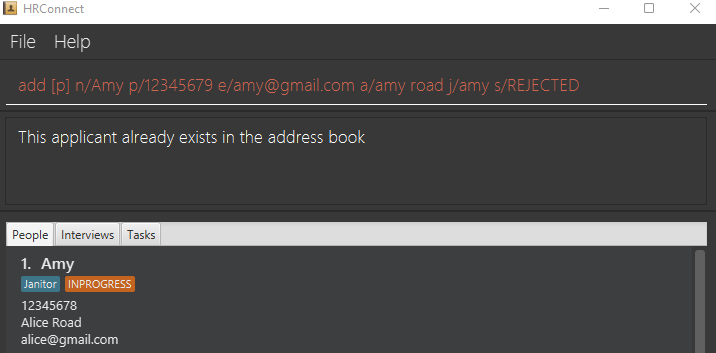 HRConnect
File Help
add [p] n/Amy p/12345679 e/amy@gmail.com a/amy road j/amy s/REJECTED
This applicant already exists in the address book
People Interviews Tasks
1. Amy
Janitor INPROGRESS
12345678
Alice Road
alice@gmail.com